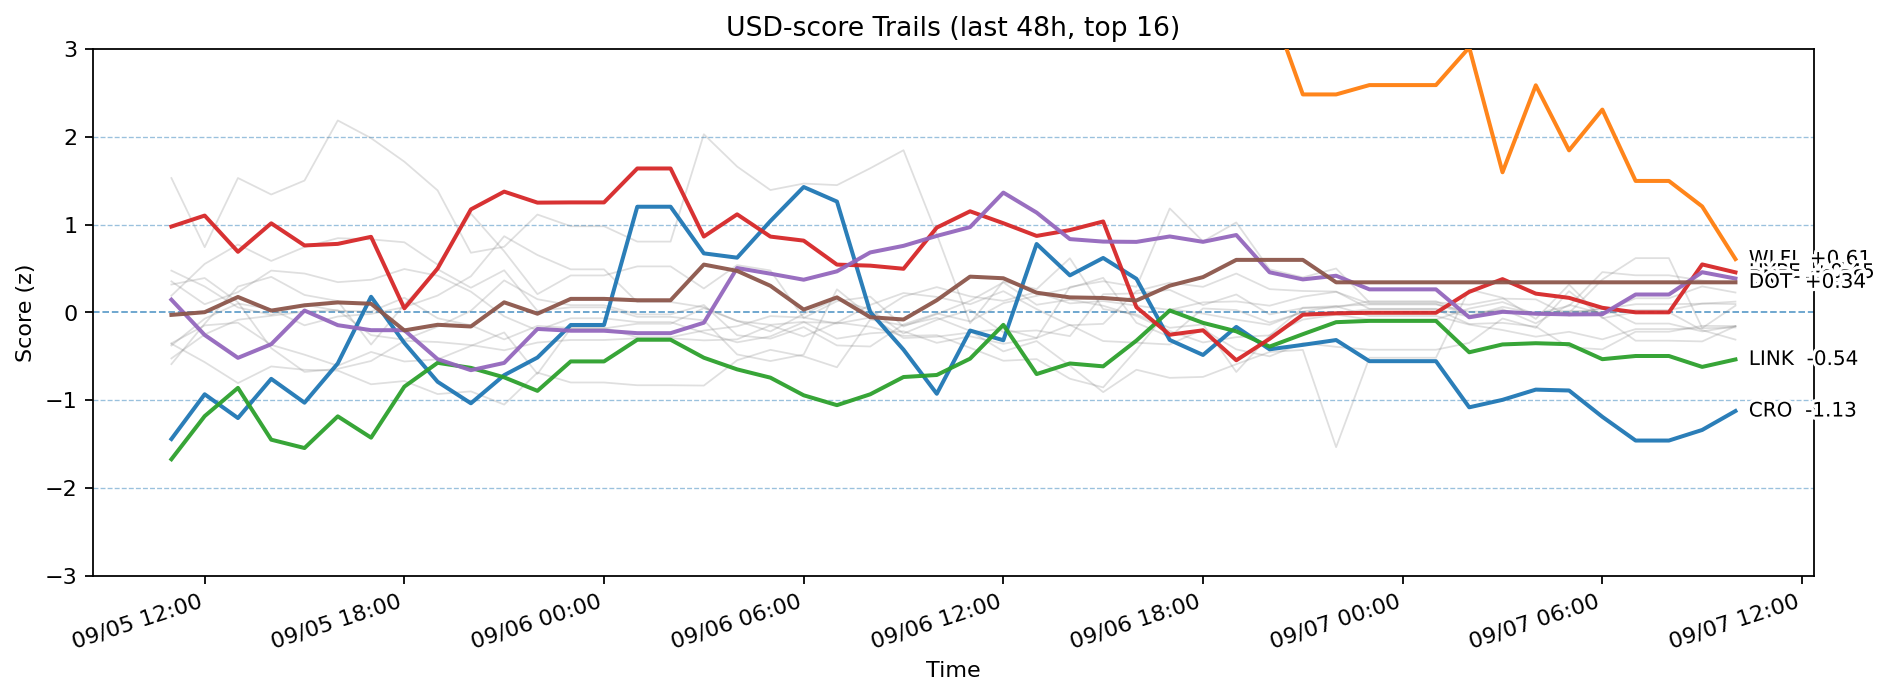 USD-score Trails (last 48h, top 16)
Score (z)
3
2
1
0
−1
−2
−3
WLFI +0.61
DOT +0.34
LINK -0.54
CRO -1.13
09/05 12:00
09/05 18:00
09/06 00:00
09/06 06:00
09/06 12:00
09/06 18:00
09/07 00:00
09/07 06:00
09/07 12:00
Time